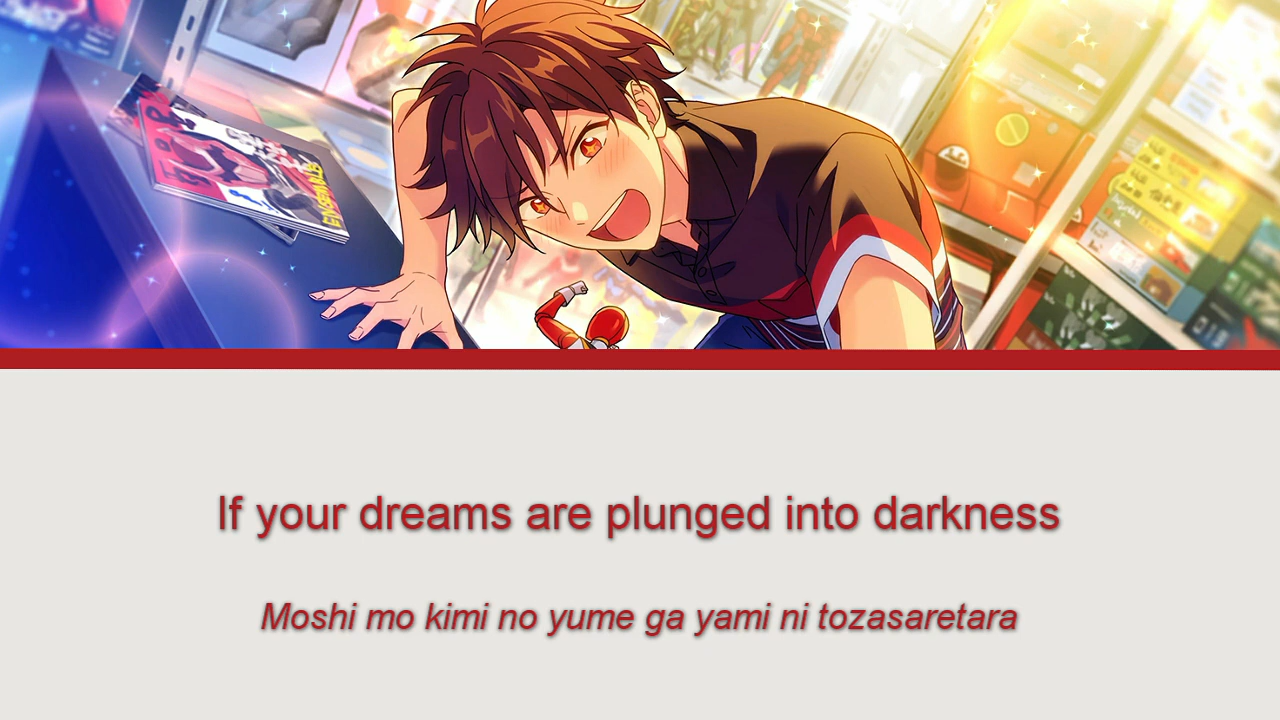 If your dreams are plunged into darkness
Moshi mo kimi no yume ga yami ni tozasaretara